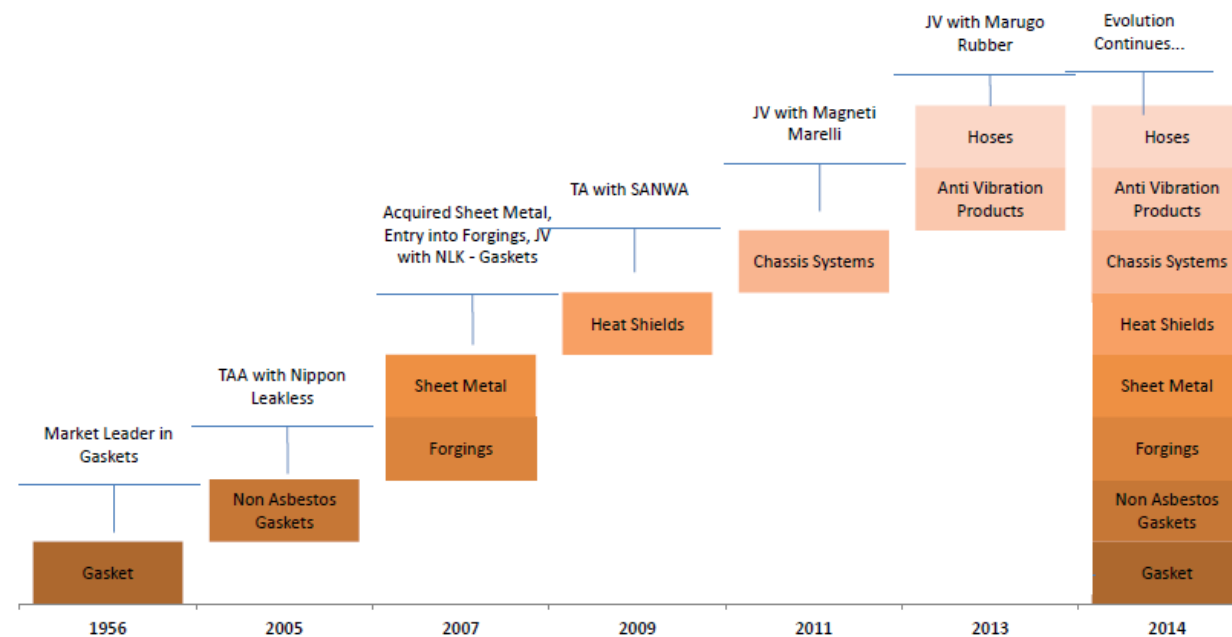 JV with Marugo
Rubber
Evolution
Continues...
JV with Magneti
Marelli
Hoses
Hoses
TA with SANWA
Anti Vibration
Products
Anti Vibration
Products
Acquired Sheet Metal,
Entry into Forgings, JV
with NLK - Gaskets
Chassis Systems
Chassis Systems
Heat Shields
Heat Shields
TAA with Nippon
Leakless
Sheet Metal
Sheet Metal
Market Leader in
Gaskets
Forgings
Forgings
Non Asbestos
Gaskets
Non Asbestos
Gaskets
Gasket
Gasket
1956
2005
2007
2009
2011
2013
2014